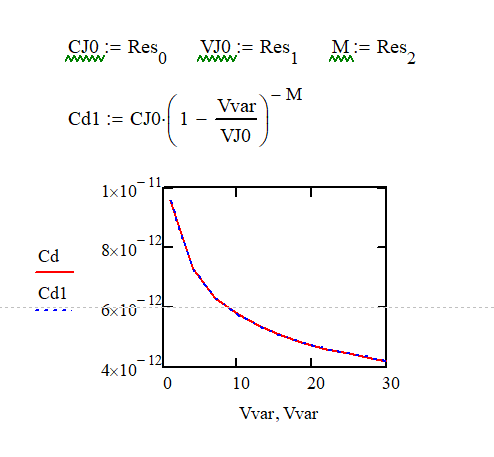 CJ0 := Res₀ VJ0 := Res₁ M := Res₂
Cd1 := CJ0·(1 − Vvar/VJ0)^−M
1×10⁻¹¹
8×10⁻¹²
Cd
Cd1
6×10⁻¹²
4×10⁻¹²
0 10 20 30
Vvar, Vvar